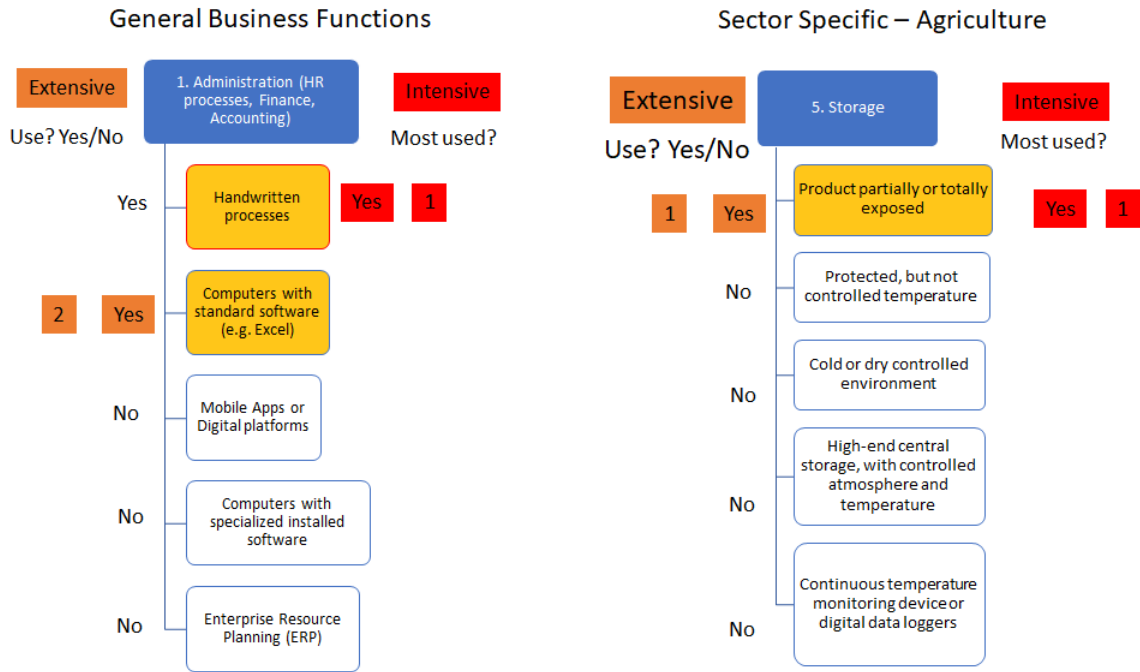 General Business Functions
Extensive
1. Administration (HR
processes, Finance,
Accounting)
Intensive
Use? Yes/No
Most used?
Yes
Handwritten
processes
Yes
1
2
Yes
Computers with
standard software
(e.g. Excel)
No
Mobile Apps or
Digital platforms
No
Computers with
specialized installed
software
No
Enterprise Resource
Planning (ERP)
Sector Specific – Agriculture
Extensive
5. Storage
Intensive
Use? Yes/No
Most used?
1
Yes
Product partially or totally
exposed
Yes
1
No
Protected, but not
controlled temperature
No
Cold or dry controlled
environment
No
High-end central
storage, with controlled
atmosphere and
temperature
No
Continuous temperature
monitoring device or
digital data loggers